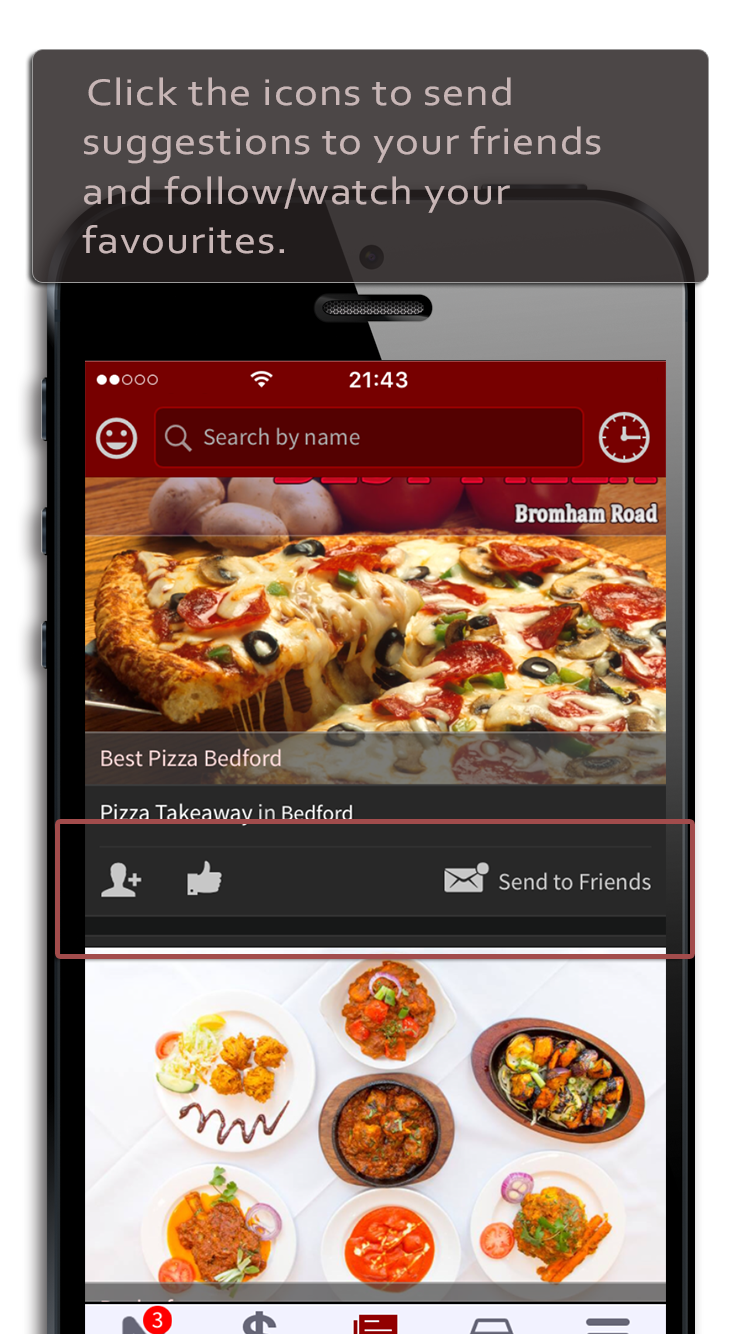 Click the icons to send
suggestions to your friends
and follow/watch your
favourites.
21:43
Search by name
Bromham Road
Best Pizza Bedford
Pizza Takeaway in Bedford
Send to Friends
3